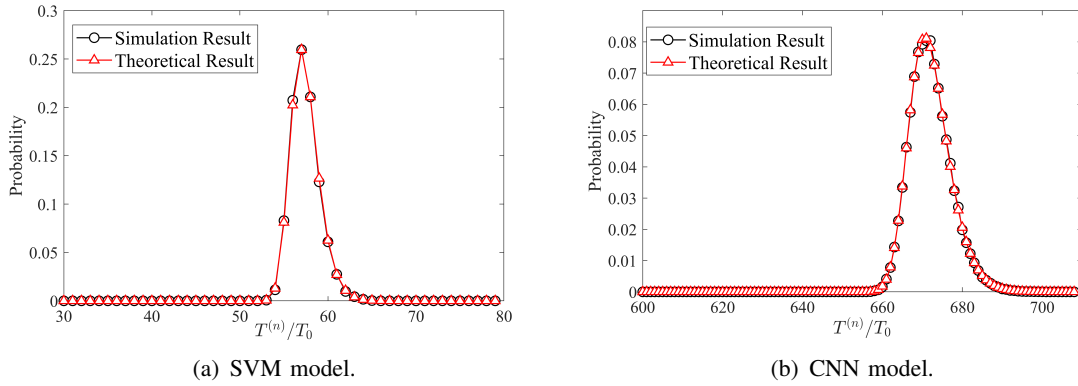 0.3
0.25
0.2
0.15
0.1
0.05
0
Probability
Simulation Result
Theoretical Result
30 40 50 60 70 80
T^{(n)}/T_0
(a) SVM model.
0.08
0.07
0.06
0.05
0.04
0.03
0.02
0.01
0
Probability
Simulation Result
Theoretical Result
600 620 640 660 680 700
T^{(n)}/T_0
(b) CNN model.